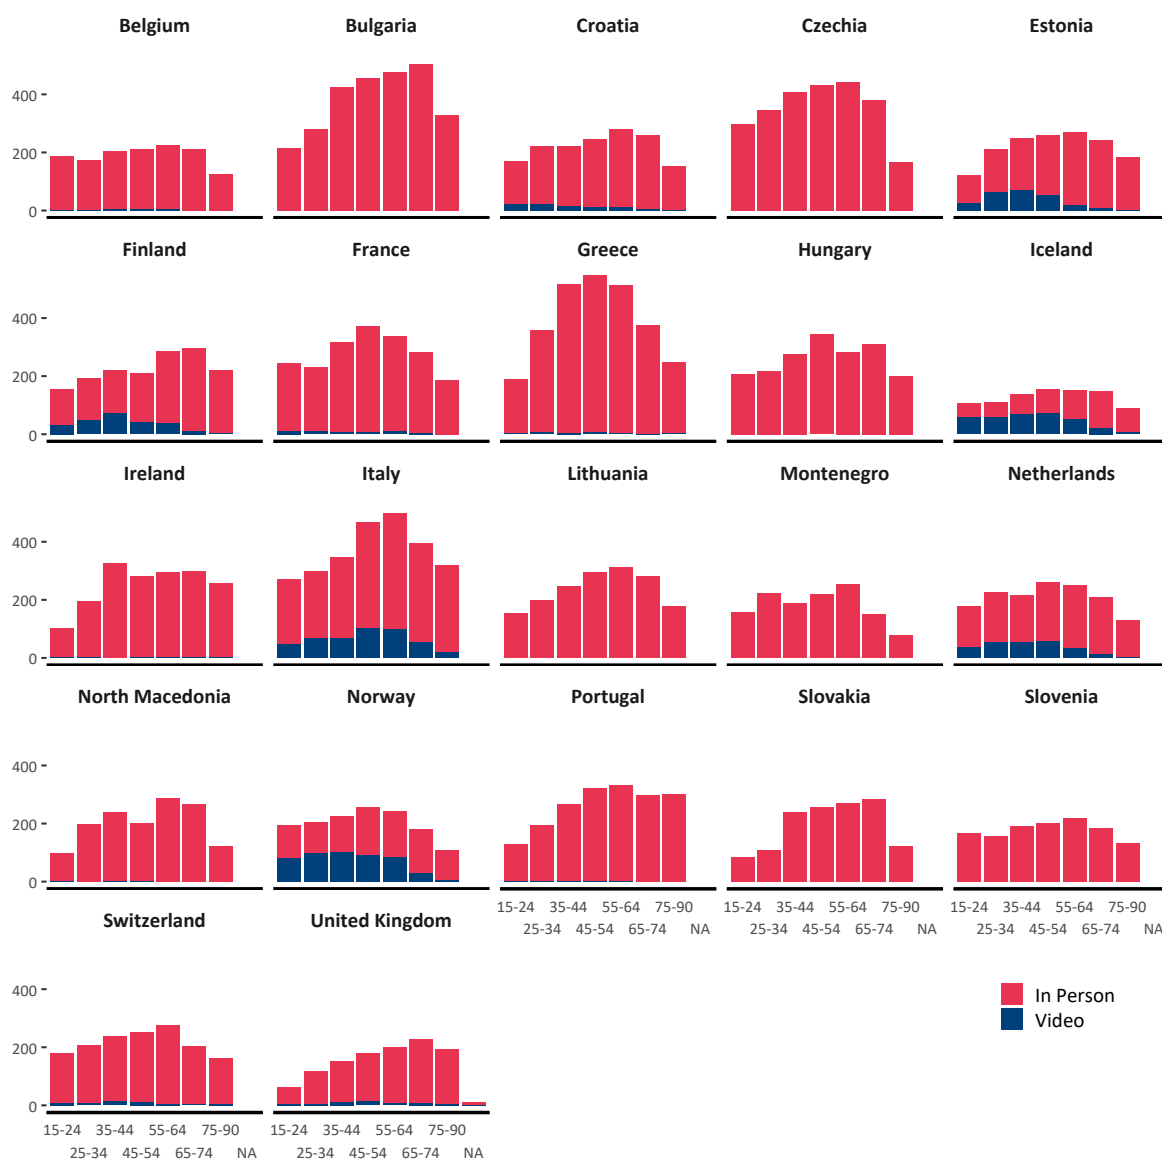 Belgium Bulgaria Croatia Czechia Estonia
400
200
0
Finland France Greece Hungary Iceland
400
200
0
Ireland Italy Lithuania Montenegro Netherlands
400
200
0
North Macedonia Norway Portugal Slovakia Slovenia
400
200
0
15-24 35-44 55-64 75-90 15-24 35-44 55-64 75-90 15-24 35-44 55-64 75-90
25-34 45-54 65-74 NA 25-34 45-54 65-74 NA 25-34 45-54 65-74 NA
Switzerland United Kingdom
400
200
0
15-24 35-44 55-64 75-90 15-24 35-44 55-64 75-90
25-34 45-54 65-74 NA 25-34 45-54 65-74 NA
In Person
Video